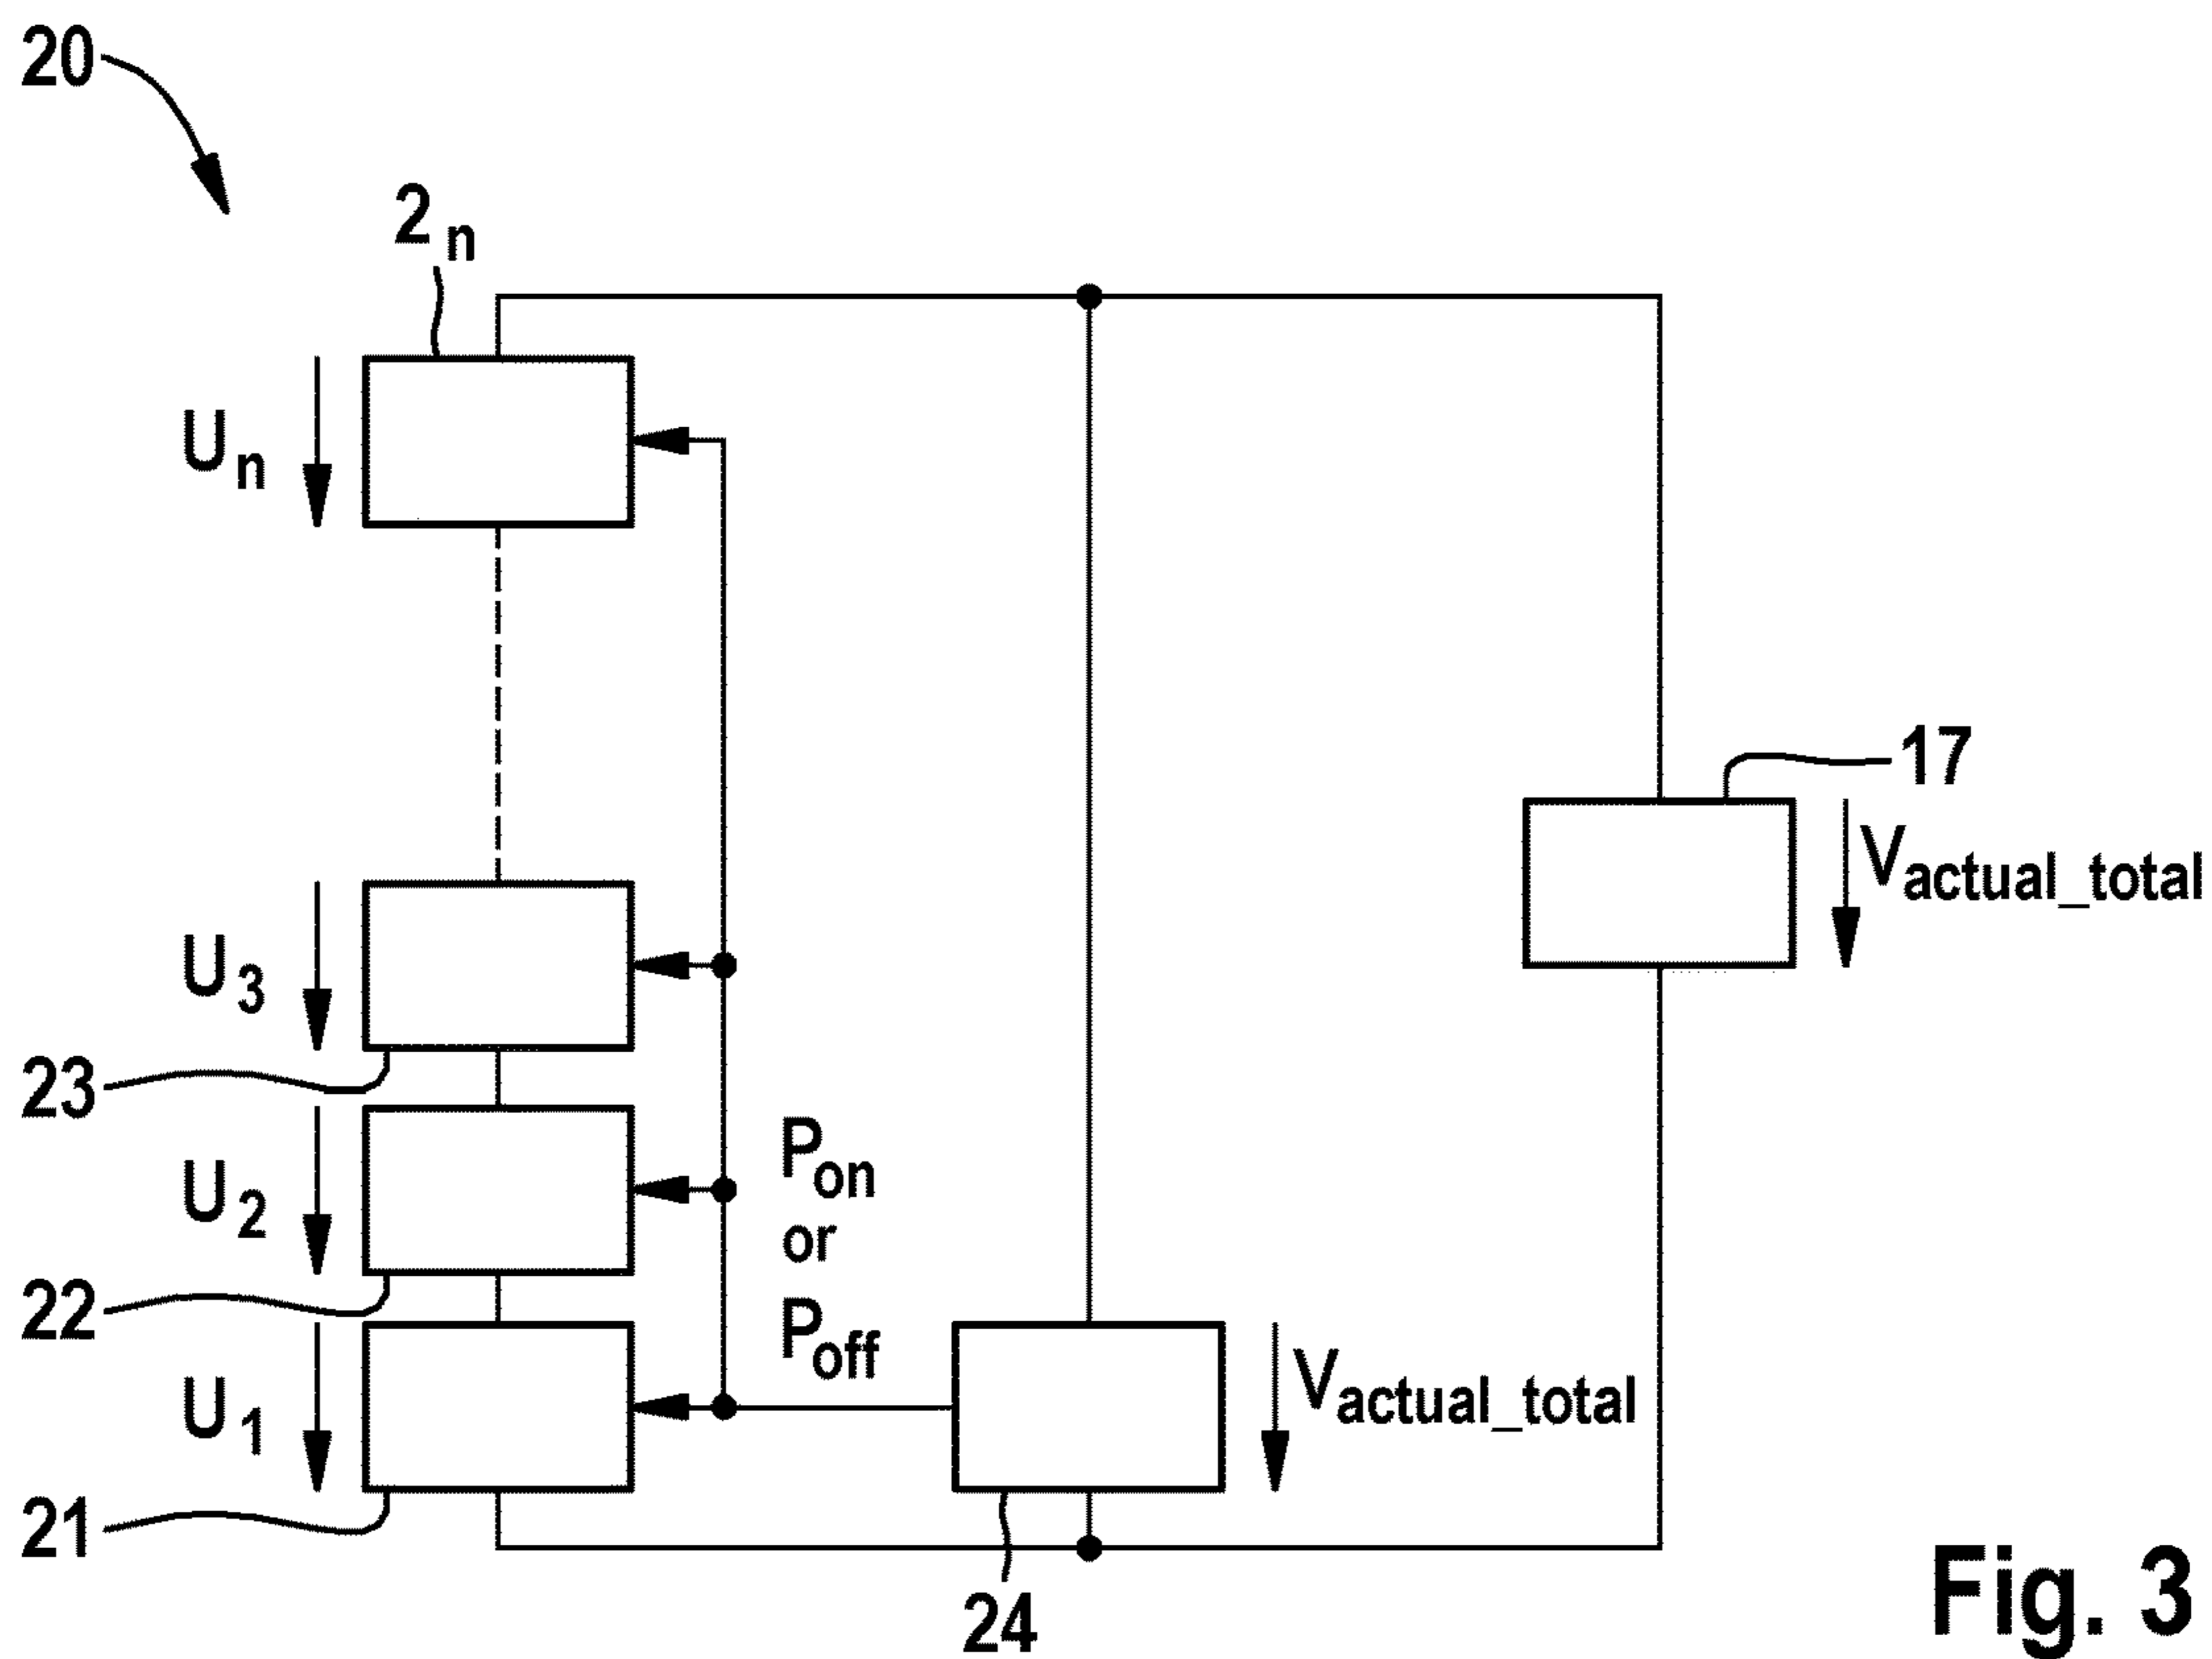 20
2n
Un
17
Vactual_total
U3
23
Pon
or
Poff
U2
22
U1
Vactual_total
21
24
Fig. 3